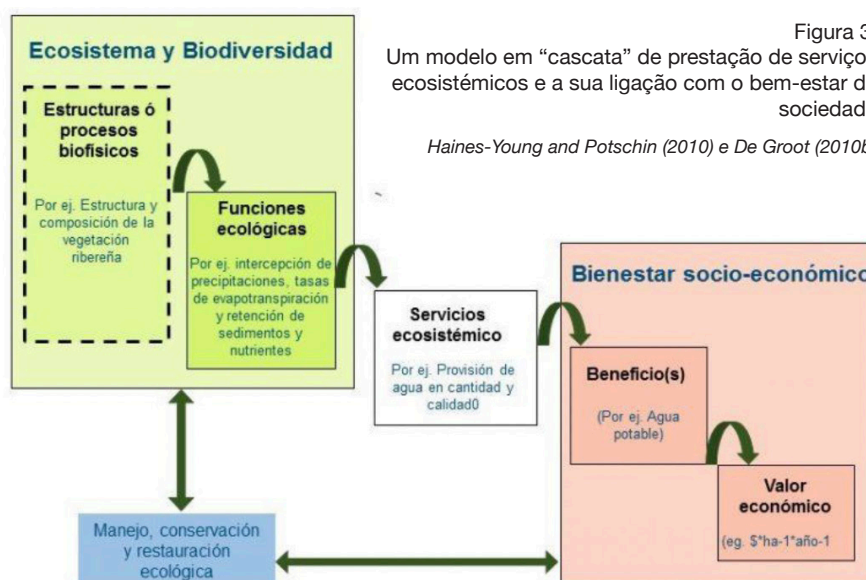 Ecosistema y Biodiversidad
Estructuras ó
procesos
biofísicos
Por ej. Estructura y
composición de la
vegetación
ribereña
Funciones
ecológicas
Por ej. intercepción de
precipitaciones, tasas
de evapotranspiración
y retención de
sedimentos y
nutrientes
Figura 3
Um modelo em “cascata” de prestação de serviço
ecosistémicos e a sua ligação com o bem-estar d
sociedad
Haines-Young and Potschin (2010) e De Groot (2010b
Servicios
ecosistémico
Por ej. Provisión de
agua en cantidad y
calidad0
Bienestar socio-económico
Beneficio(s)
(Por ej. Agua
potable)
Valor
económico
(eg. $*ha-1*año-1
Manejo, conservación
y restauración
ecológica